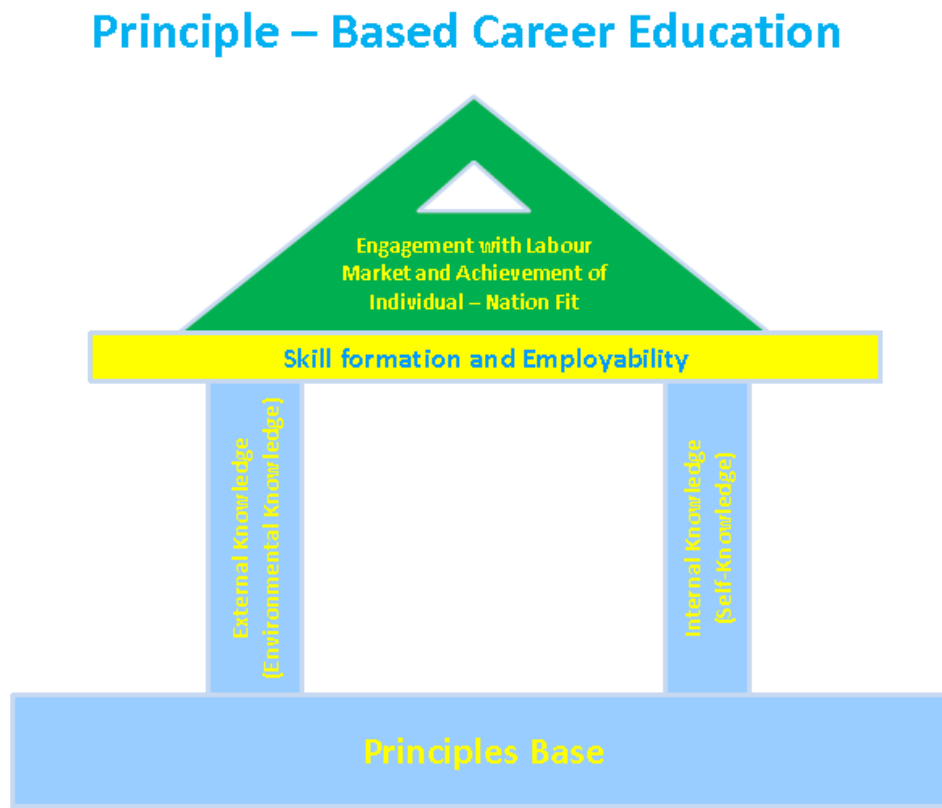 Principle – Based Career Education
Engagement with Labour
Market and Achievement of
Individual – Nation Fit
Skill formation and Employability
External Knowledge
(Environmental Knowledge)
Internal Knowledge
(Self-Knowledge)
Principles Base